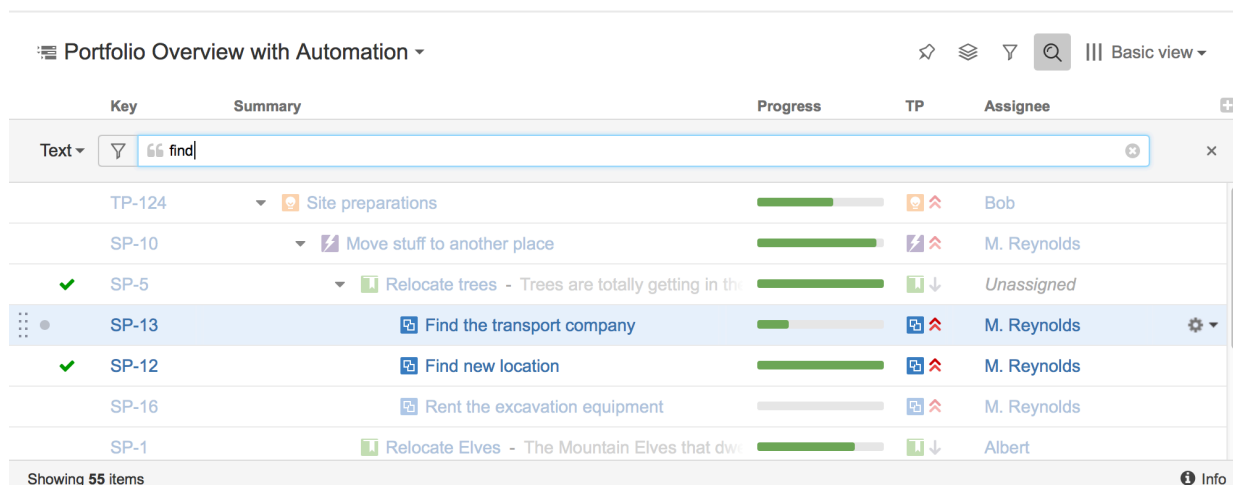 Portfolio Overview with Automation
Basic view
Key Summary Progress TP Assignee
Text find
TP-124 Site preparations Bob
SP-10 Move stuff to another place M. Reynolds
SP-5 Relocate trees - Trees are totally getting in the Unassigned
SP-13 Find the transport company M. Reynolds
SP-12 Find new location M. Reynolds
SP-16 Rent the excavation equipment M. Reynolds
SP-1 Relocate Elves - The Mountain Elves that dwe Albert
Showing 55 items Info